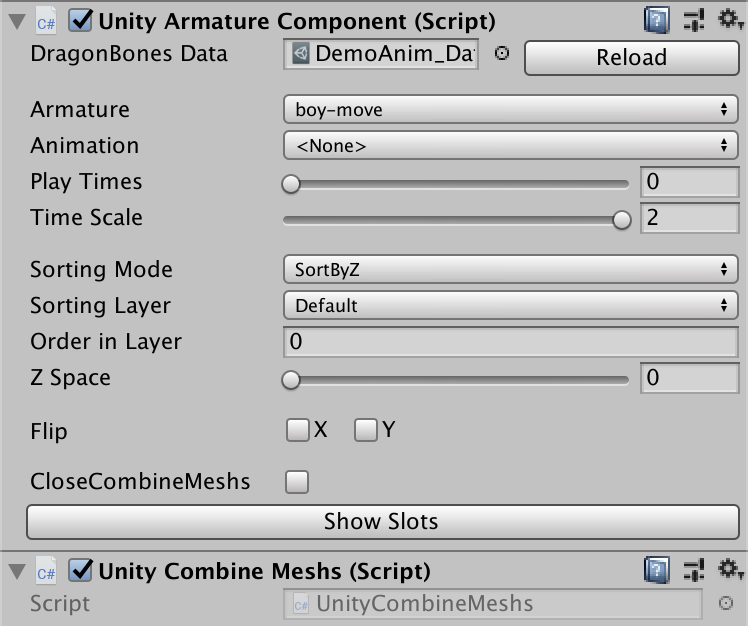 C# Unity Armature Component (Script)
DragonBones Data DemoAnim_Da Reload
Armature boy-move
Animation <None>
Play Times 0
Time Scale 2
Sorting Mode SortByZ
Sorting Layer Default
Order in Layer 0
Z Space 0
Flip X Y
CloseCombineMeshs
Show Slots
C# Unity Combine Meshs (Script)
Script C# UnityCombineMeshs